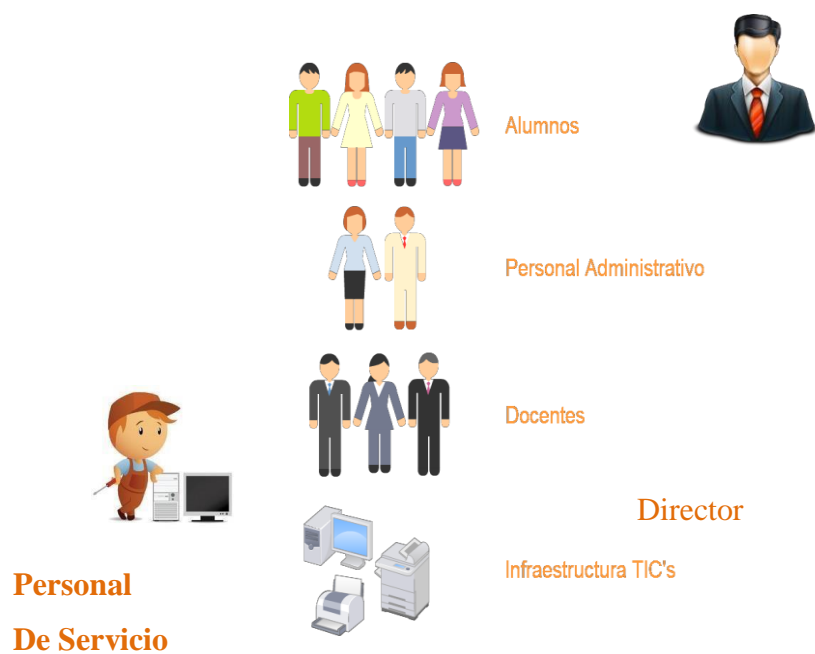 Alumnos
Personal Administrativo
Docentes
Director
Infraestructura TIC's
Personal
De Servicio